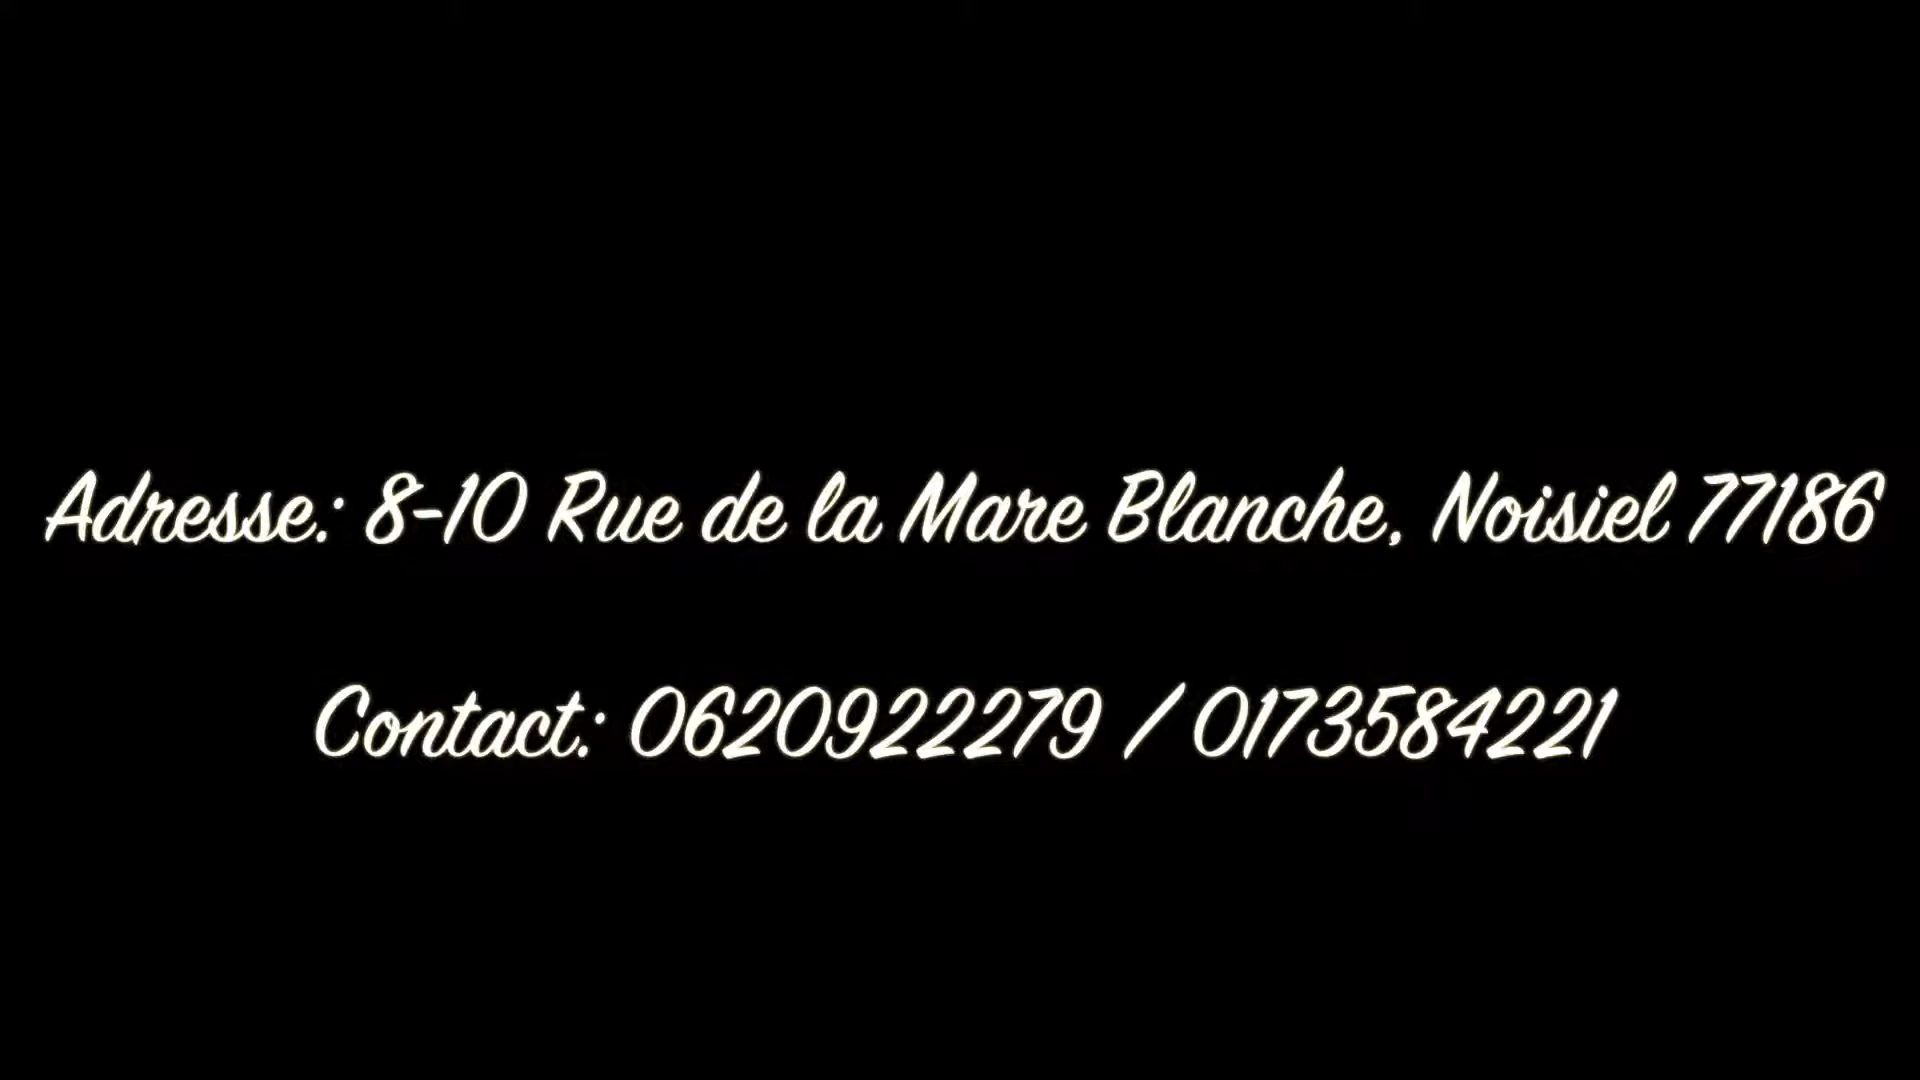 Adresse: 8-10 Rue de la Mare Blanche, Noisiel 77186
Contact: 0620922279 / 0173584221